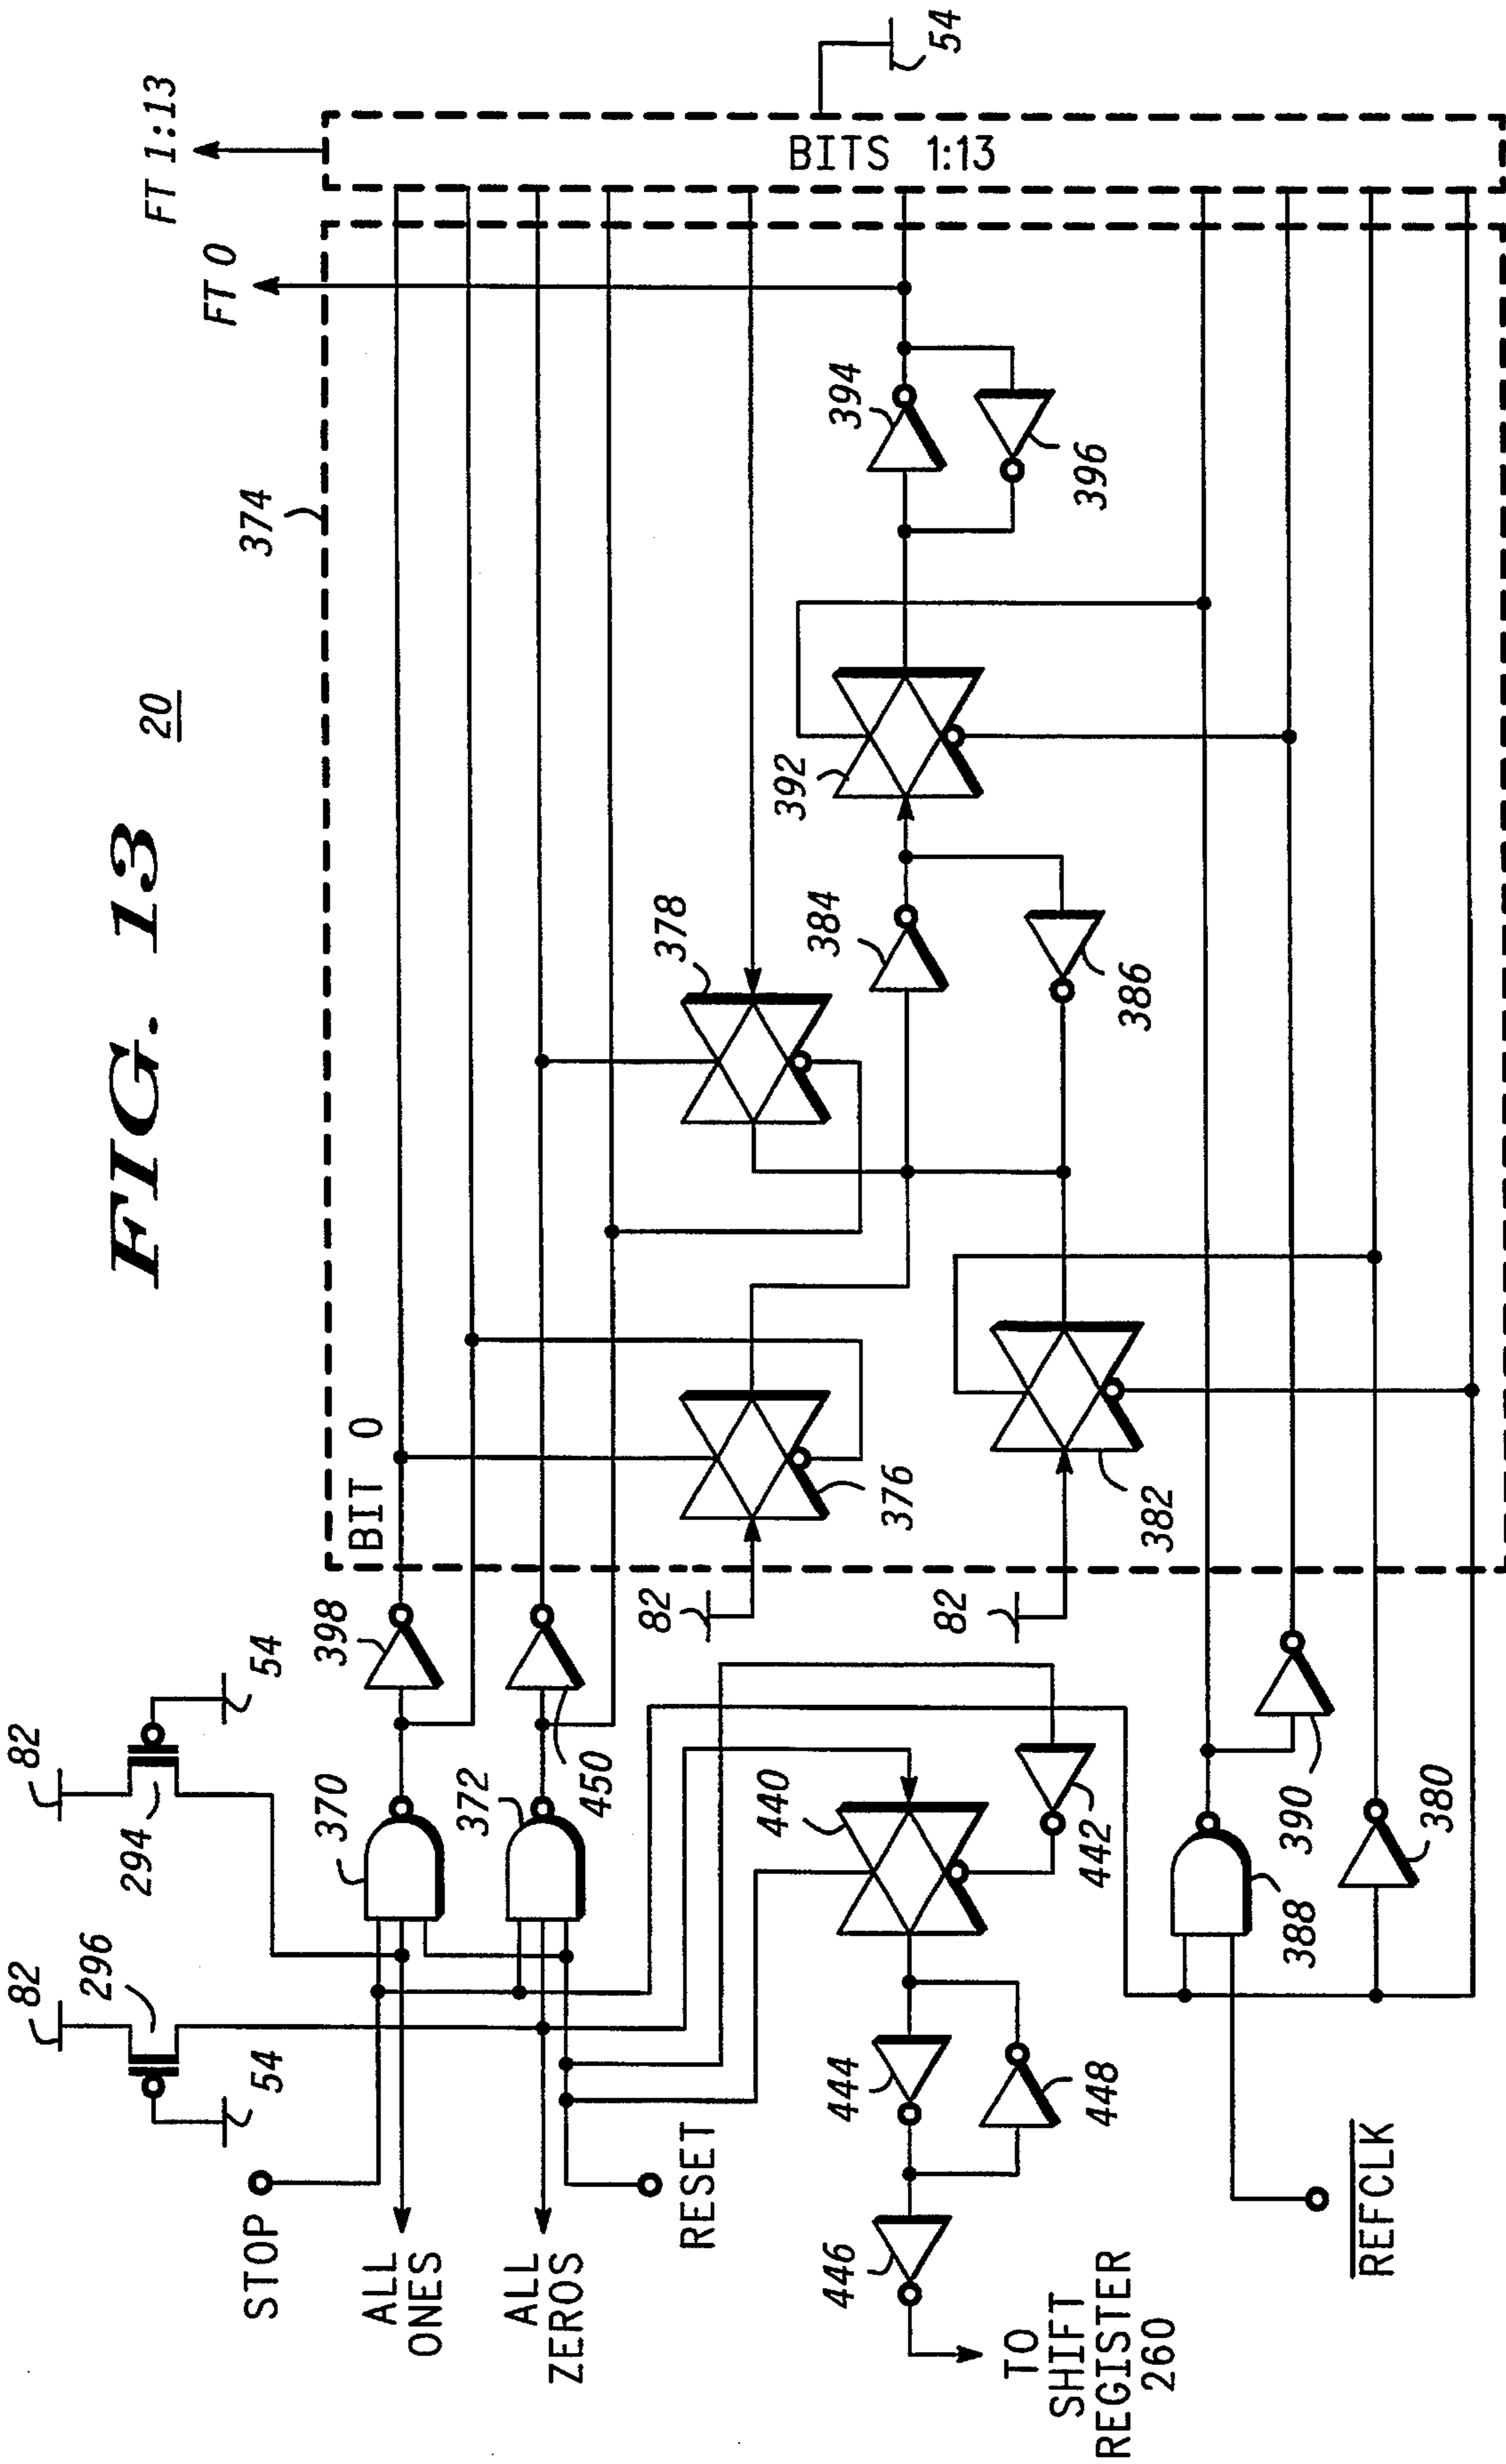 FIG. 13
20
82
82
296
294
54
54
STOP
ALL
ONES
ALL
ZEROS
RESET
370
372
398
450
BIT 0
374
FT 0
FT 1:13
BITS 1:13
54
82
82
376
378
382
384
386
392
394
396
440
442
444
446
448
TO
SHIFT
REGISTER
260
REFCLK
388
390
380